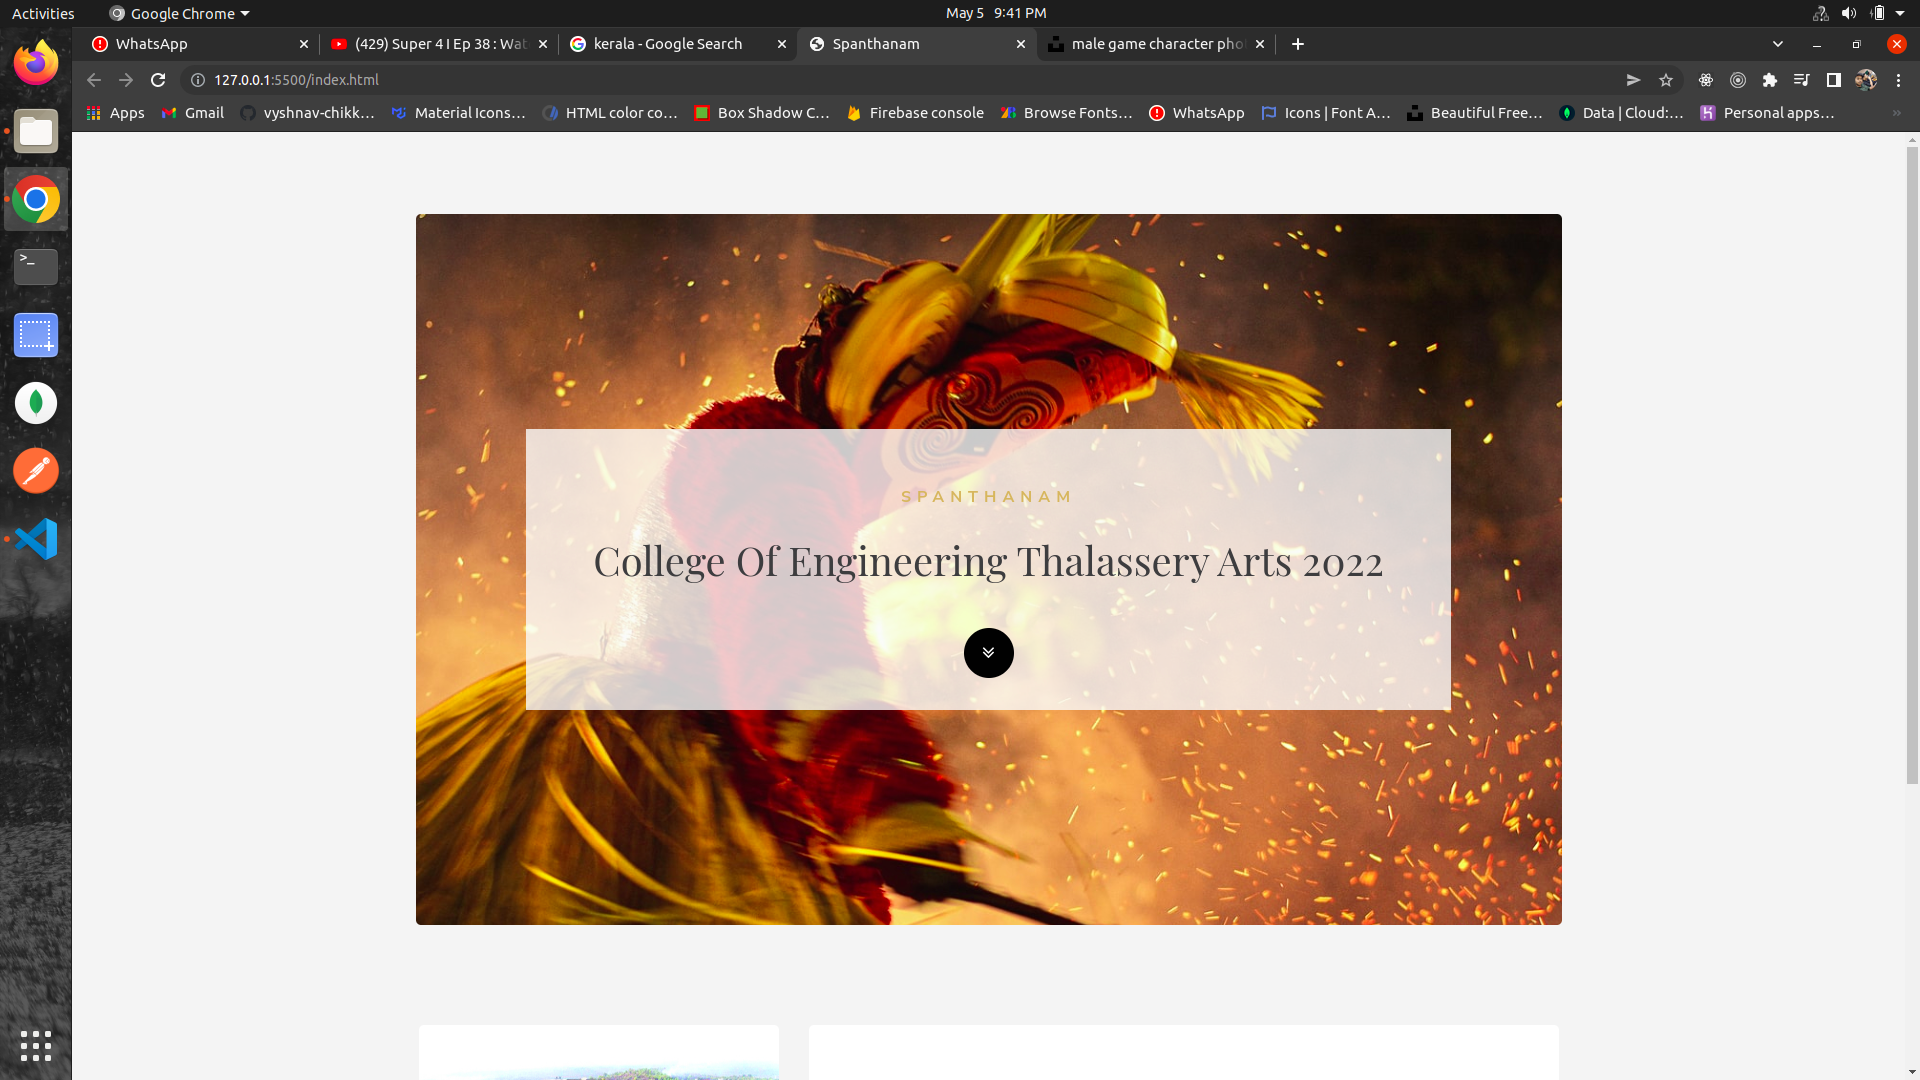 Activities
Google Chrome
May 5 9:41 PM
WhatsApp
(429) Super 4 I Ep 38 : Wat
kerala - Google Search
Spanthanam
male game character pho
127.0.0.1:5500/index.html
Apps
Gmail
vyshnav-chikk...
Material Icons...
HTML color co...
Box Shadow C...
Firebase console
Browse Fonts...
WhatsApp
Icons | Font A...
Beautiful Free...
Data | Cloud:...
Personal apps...
SPANTHANAM
College Of Engineering Thalassery Arts 2022